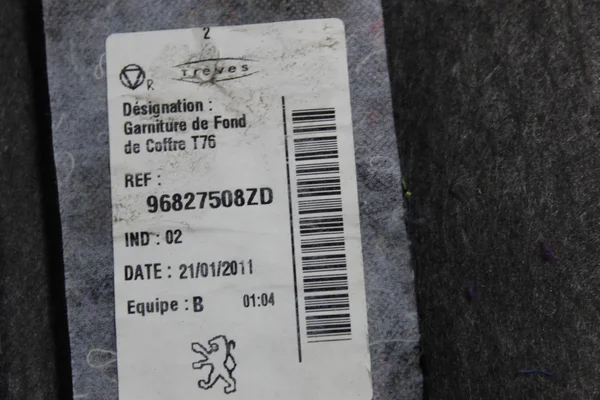 2
Treves
R
Désignation :
Garniture de Fond
de Coffre T76
REF :
96827508ZD
IND : 02
DATE : 21/01/2011
Equipe : B 01:04